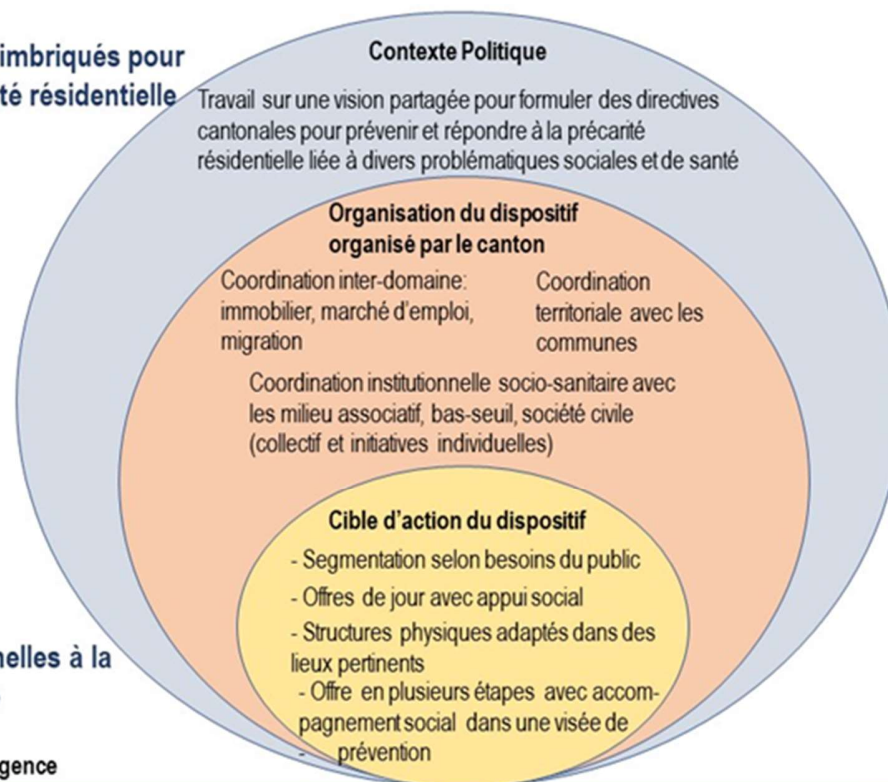 imbriqués pour
té résidentielle
Contexte Politique
Travail sur une vision partagée pour formuler des directives
cantonales pour prévenir et répondre à la précarité
résidentielle liée à divers problématiques sociales et de santé
Organisation du dispositif
organisé par le canton
Coordination inter-domaine:
immobilier, marché d'emploi,
migration
Coordination
territoriale avec les
communes
Coordination institutionnelle socio-sanitaire avec
les milieu associatif, bas-seuil, société civile
(collectif et initiatives individuelles)
Cible d'action du dispositif
- Segmentation selon besoins du public
- Offres de jour avec appui social
- Structures physiques adaptés dans des
lieux pertinents
- Offre en plusieurs étapes avec accom-
pagnement social dans une visée de
- prévention
nelles à la
gence